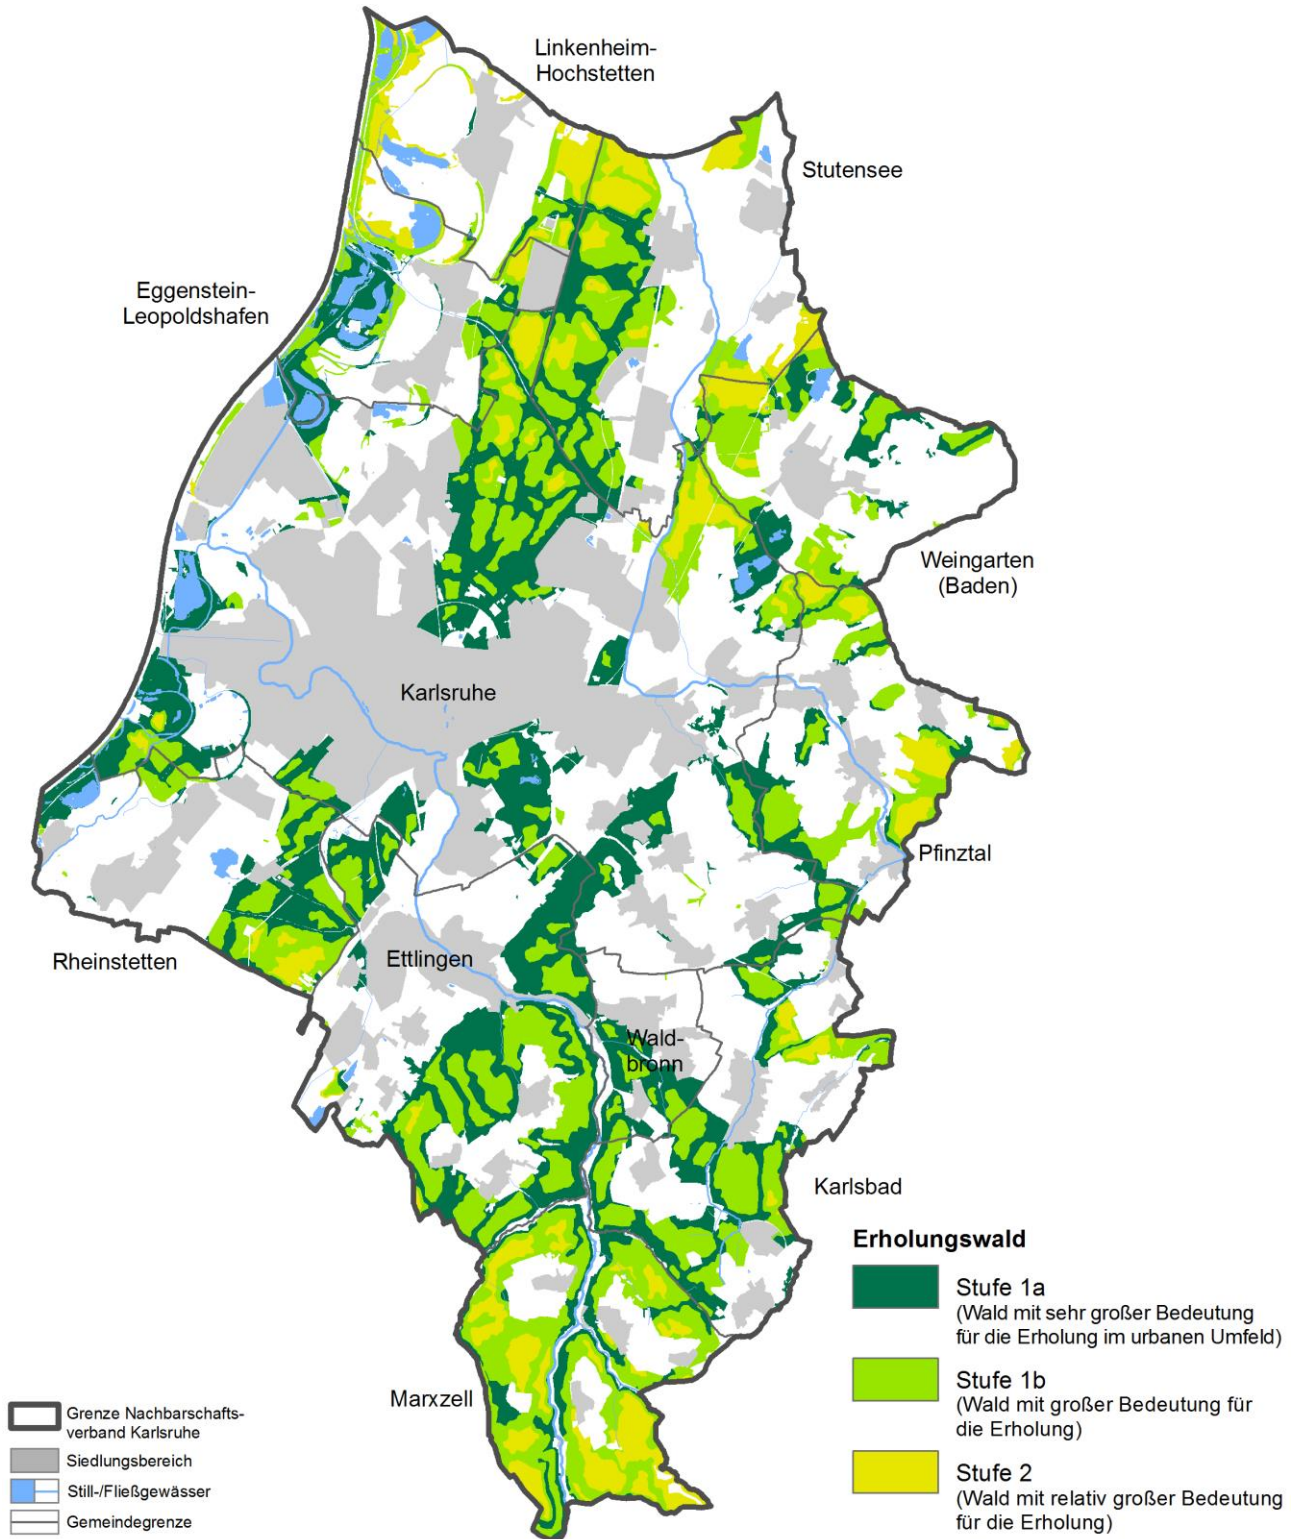 Linkenheim-
Hochstetten
Stutensee
Eggenstein-
Leopoldshafen
Weingarten
(Baden)
Karlsruhe
Pfinztal
Rheinstetten
Ettlingen
Wald-
bronn
Karlsbad
Marxzell
Erholungswald
Stufe 1a
(Wald mit sehr großer Bedeutung
für die Erholung im urbanen Umfeld)
Stufe 1b
(Wald mit großer Bedeutung für
die Erholung)
Stufe 2
(Wald mit relativ großer Bedeutung
für die Erholung)
Grenze Nachbarschafts-
verband Karlsruhe
Siedlungsbereich
Still-/Fließgewässer
Gemeindegrenze